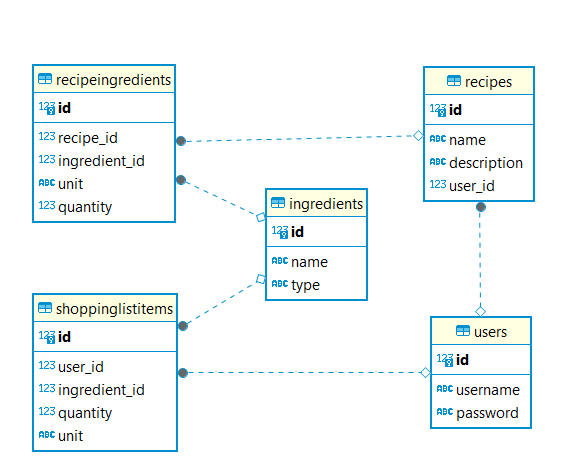 recipeingredients
123 id
123 recipe_id
123 ingredient_id
ABC unit
123 quantity
recipes
123 id
ABC name
ABC description
123 user_id
ingredients
123 id
ABC name
ABC type
shoppinglistitems
123 id
123 user_id
123 ingredient_id
123 quantity
ABC unit
users
123 id
ABC username
ABC password